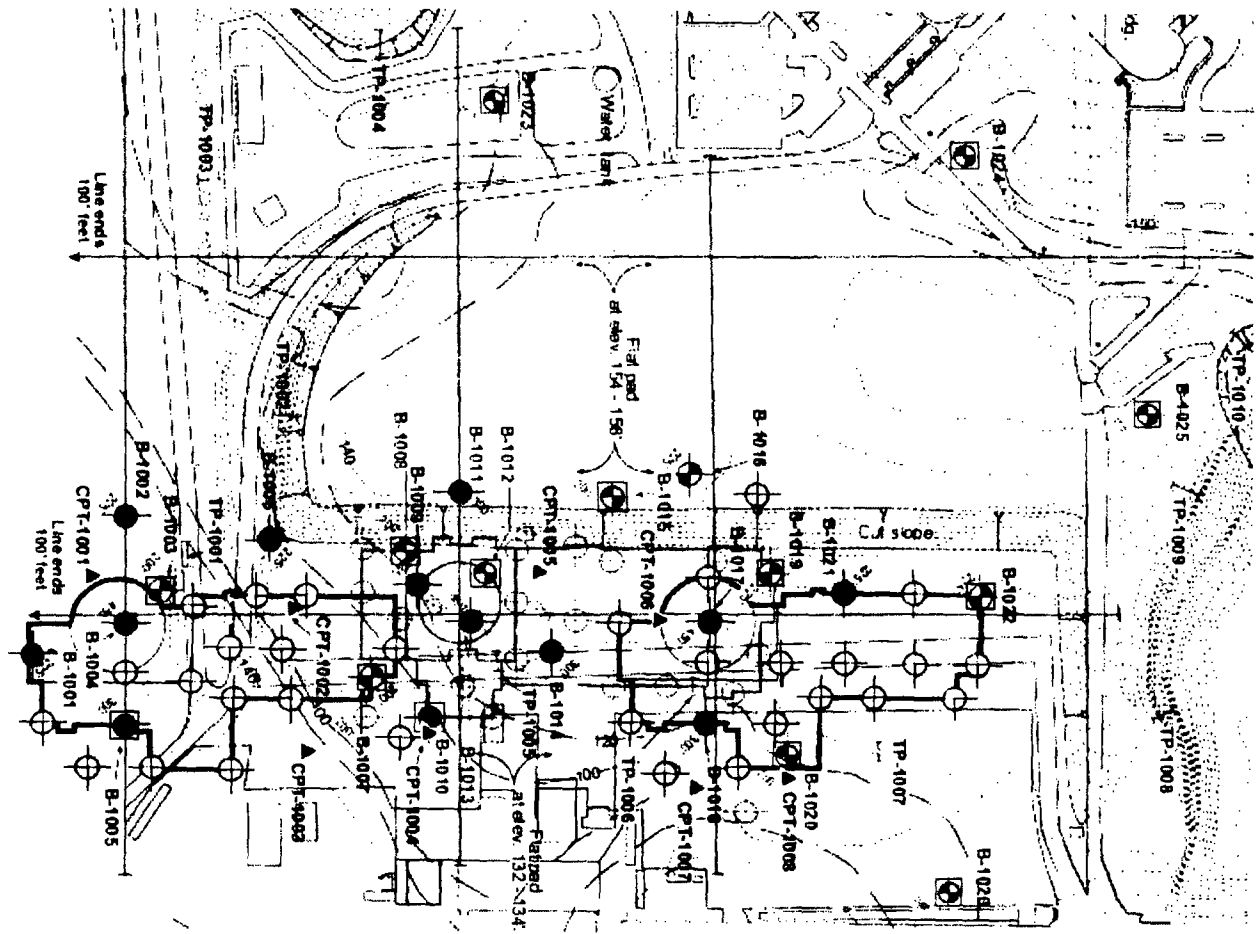 dg.
TP-1004
B-1023
Water tank
B-1024
TP-1003
Line ends
100' feet
TP-1010
B-1025
Flat pad
at elev. 154 - 158'
TP-1002
TP-1009
140
B-1008
B-1011
B-1012
B-1016
B-1002
CPT-1001
B-1003
TP-1001
B-1009
CPT-1005
B-1015
CPT-1006
B-1017
B-1019
B-1021
Cut slope
B-1022
Line ends
100' feet
B-1004
B-1001
CPT-1002
TP-1008
B-1014
TP-1005
B-1007
B-1010
B-1013
CPT-1003
CPT-1004
B-1005
100
TP-1006
B-1018
CPT-1007
B-1020
CPT-1008
TP-1007
Flat pad
at elev. 132 - 134'
B-1026